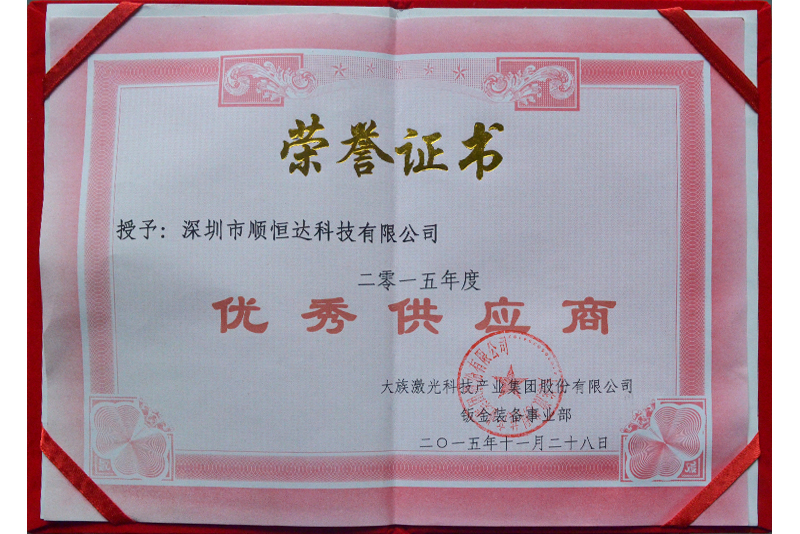 荣誉证书
授予：深圳市顺恒达科技有限公司
二零一五年度
优秀供应商
大族激光科技产业集团股份有限公司
钣金装备事业部
二〇一五年十一月二十八日